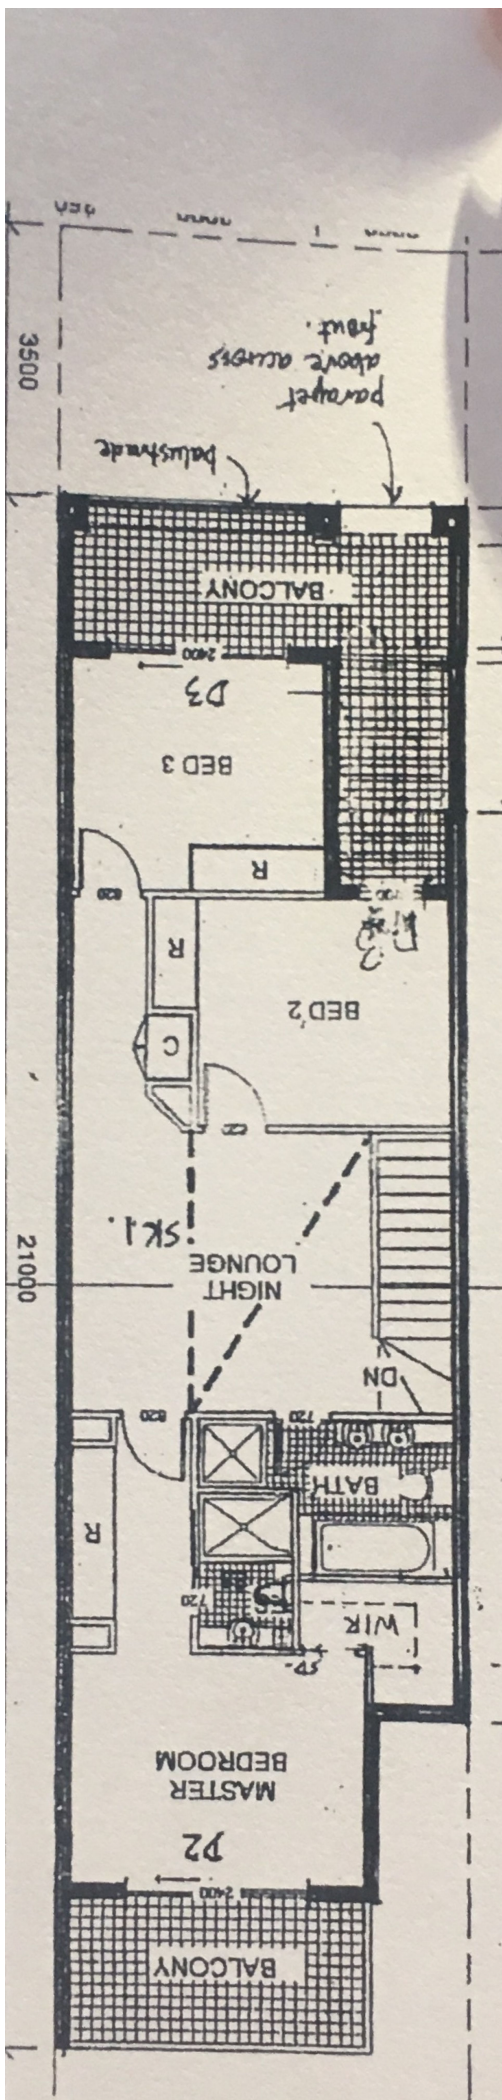 3500
parapet
above across
front.
balustrade
BALCONY
2400
D3
BED 3
R
820
R
C
BED 2
SK1.
NIGHT
LOUNGE
21000
DN
820
720
BATH
R
720
WIR
MASTER
BEDROOM
D2
2400
BALCONY